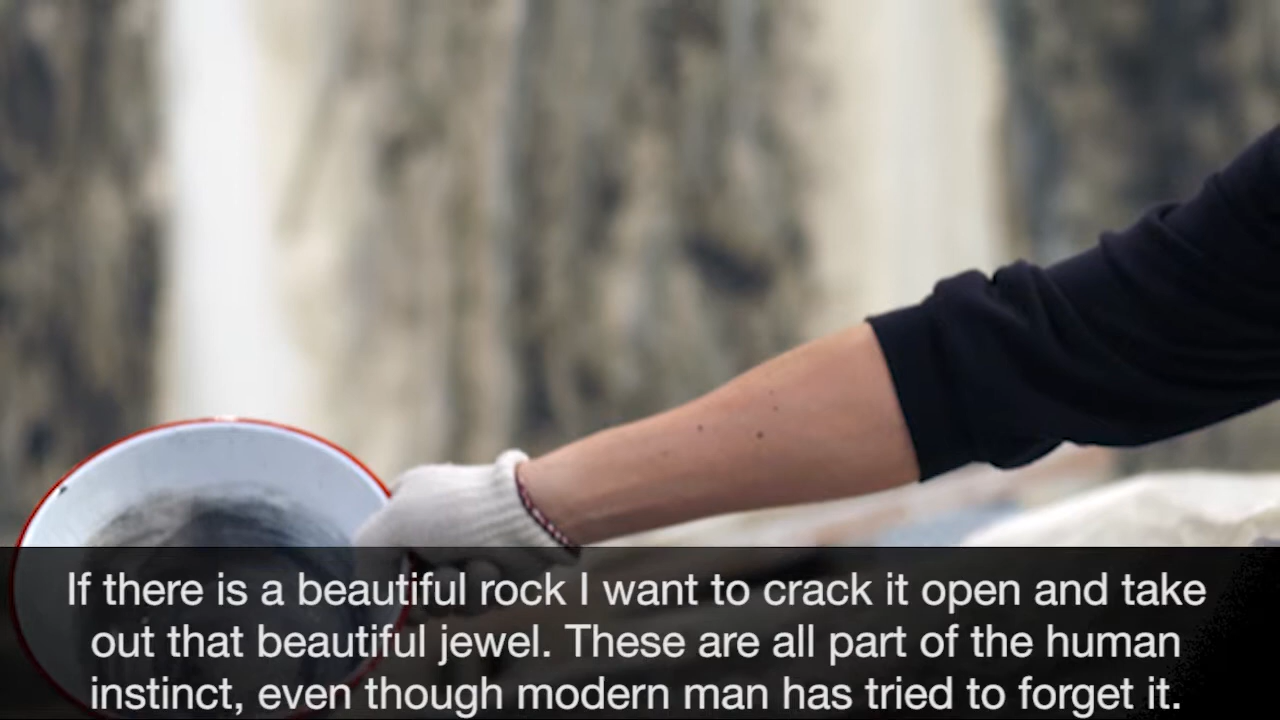 If there is a beautiful rock I want to crack it open and take
out that beautiful jewel. These are all part of the human
instinct, even though modern man has tried to forget it.